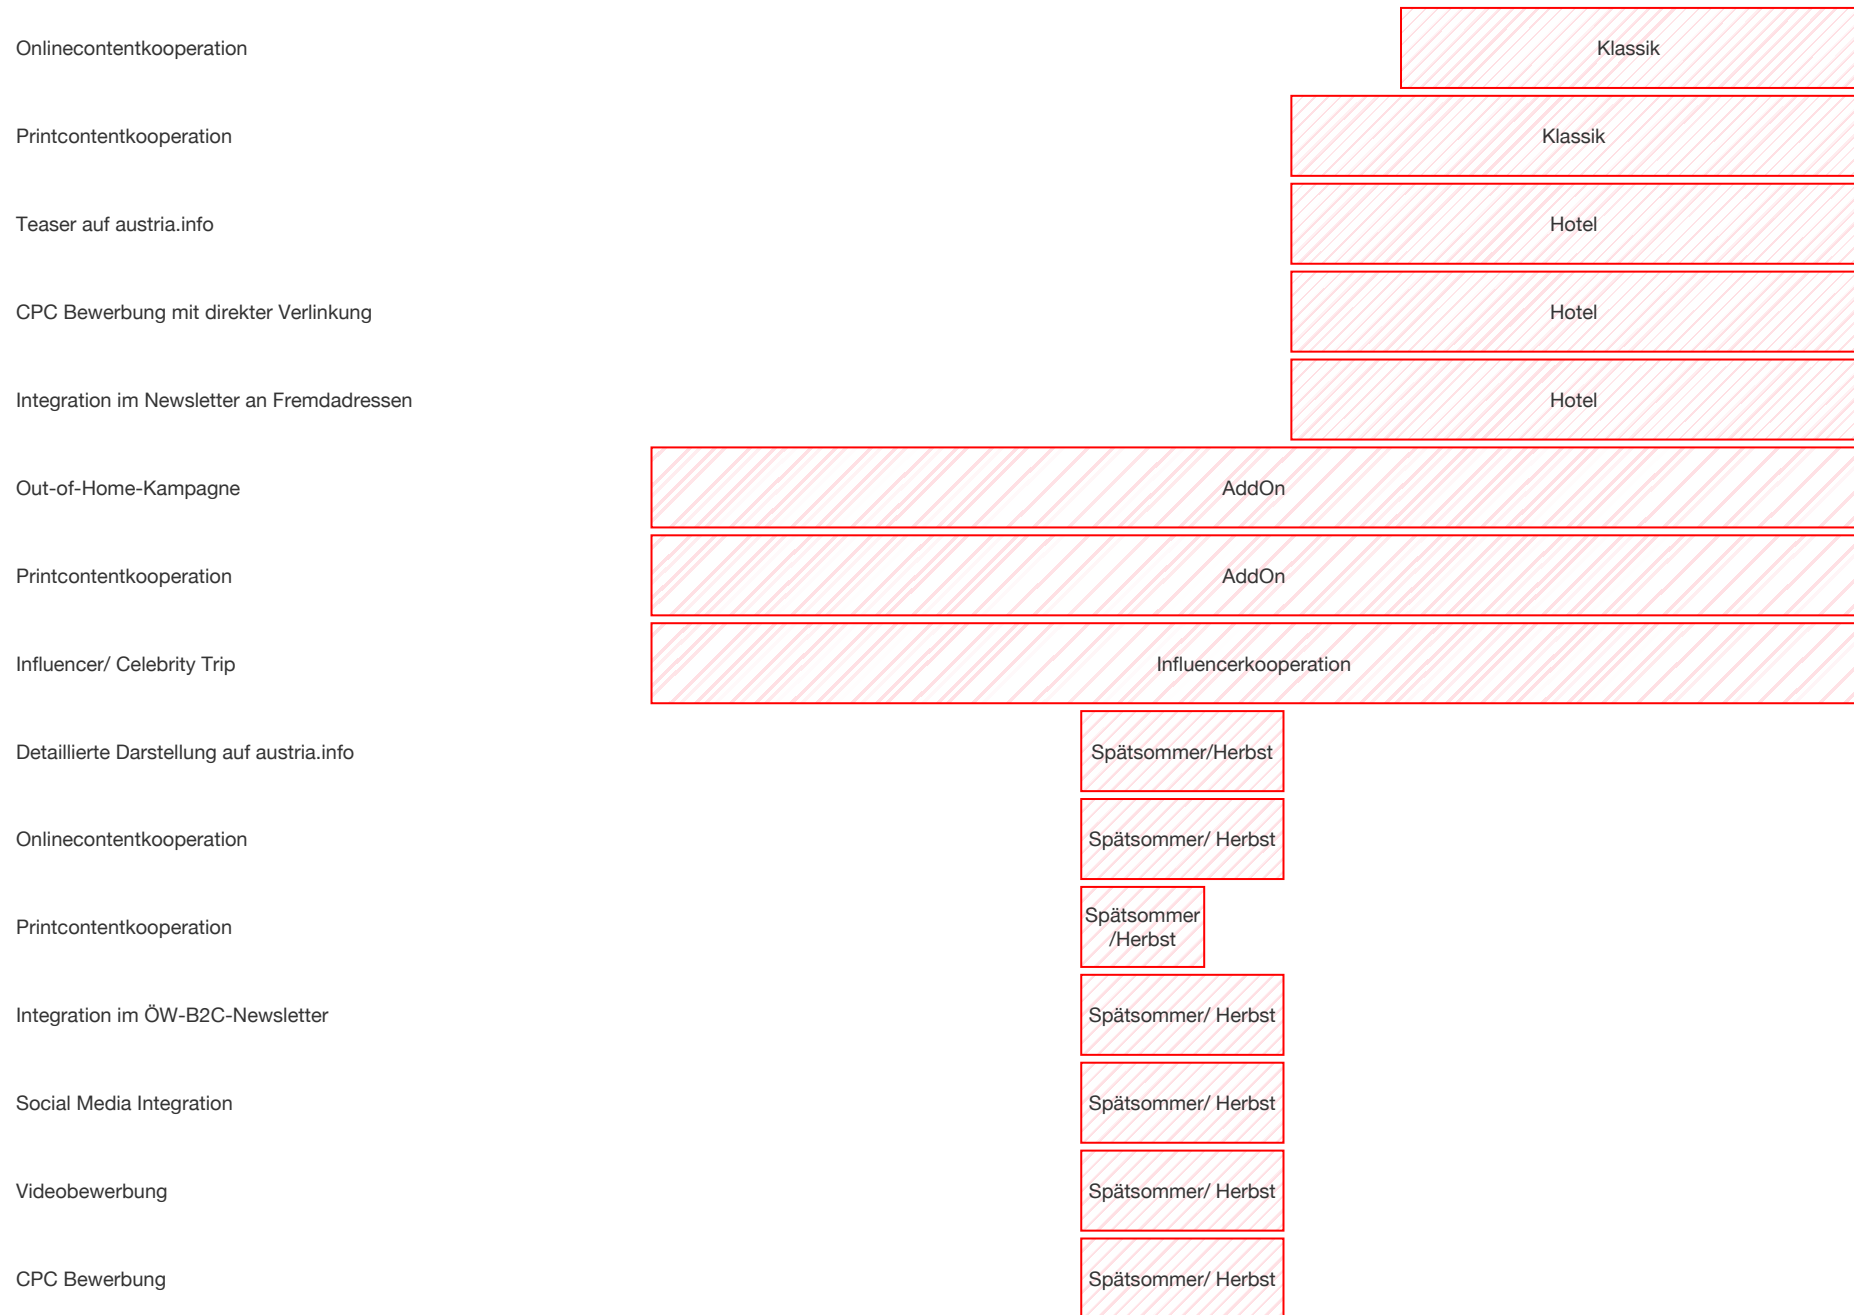 Onlinecontentkooperation
Klassik
Printcontentkooperation
Klassik
Teaser auf austria.info
Hotel
CPC Bewerbung mit direkter Verlinkung
Hotel
Integration im Newsletter an Fremdadressen
Hotel
Out-of-Home-Kampagne
AddOn
Printcontentkooperation
AddOn
Influencer/ Celebrity Trip
Influencerkooperation
Detaillierte Darstellung auf austria.info
Spätsommer/Herbst
Onlinecontentkooperation
Spätsommer/ Herbst
Printcontentkooperation
Spätsommer
/Herbst
Integration im ÖW-B2C-Newsletter
Spätsommer/ Herbst
Social Media Integration
Spätsommer/ Herbst
Videobewerbung
Spätsommer/ Herbst
CPC Bewerbung
Spätsommer/ Herbst